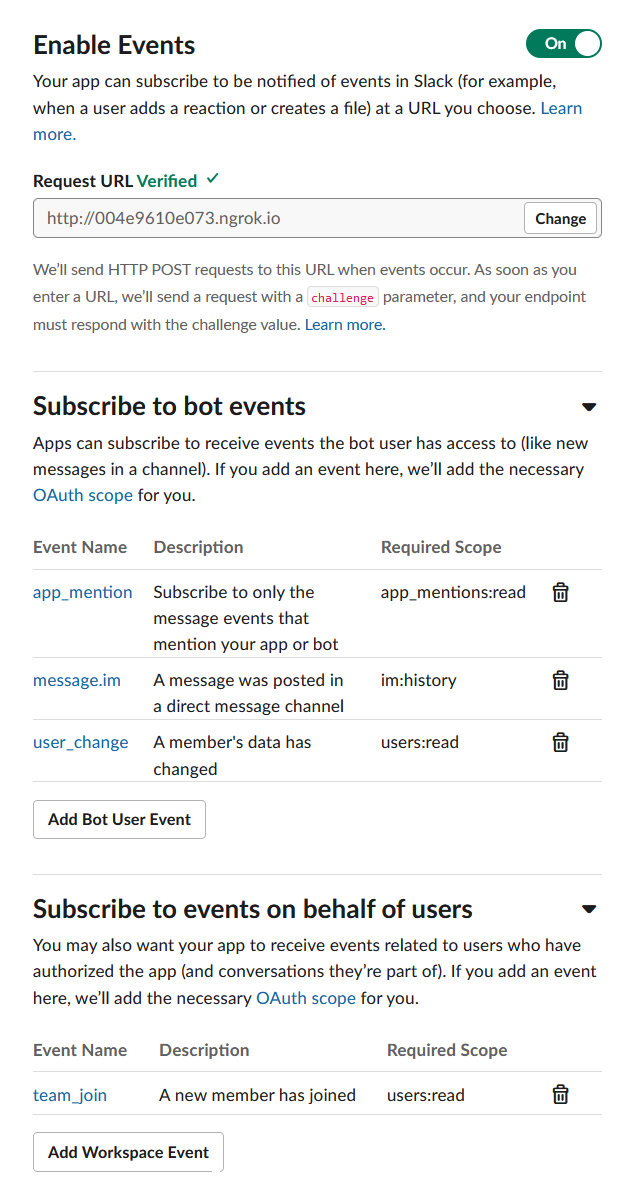 Enable Events
On
Your app can subscribe to be notified of events in Slack (for example,
when a user adds a reaction or creates a file) at a URL you choose. Learn
more.
Request URL Verified ✓
http://004e9610e073.ngrok.io
Change
We’ll send HTTP POST requests to this URL when events occur. As soon as you
enter a URL, we’ll send a request with a challenge parameter, and your endpoint
must respond with the challenge value. Learn more.
Subscribe to bot events
Apps can subscribe to receive events the bot user has access to (like new
messages in a channel). If you add an event here, we’ll add the necessary
OAuth scope for you.
Event Name Description Required Scope
app_mention Subscribe to only the app_mentions:read
message events that
mention your app or bot
message.im A message was posted in im:history
a direct message channel
user_change A member's data has users:read
changed
Add Bot User Event
Subscribe to events on behalf of users
You may also want your app to receive events related to users who have
authorized the app (and conversations they’re part of). If you add an event
here, we’ll add the necessary OAuth scope for you.
Event Name Description Required Scope
team_join A new member has joined users:read
Add Workspace Event